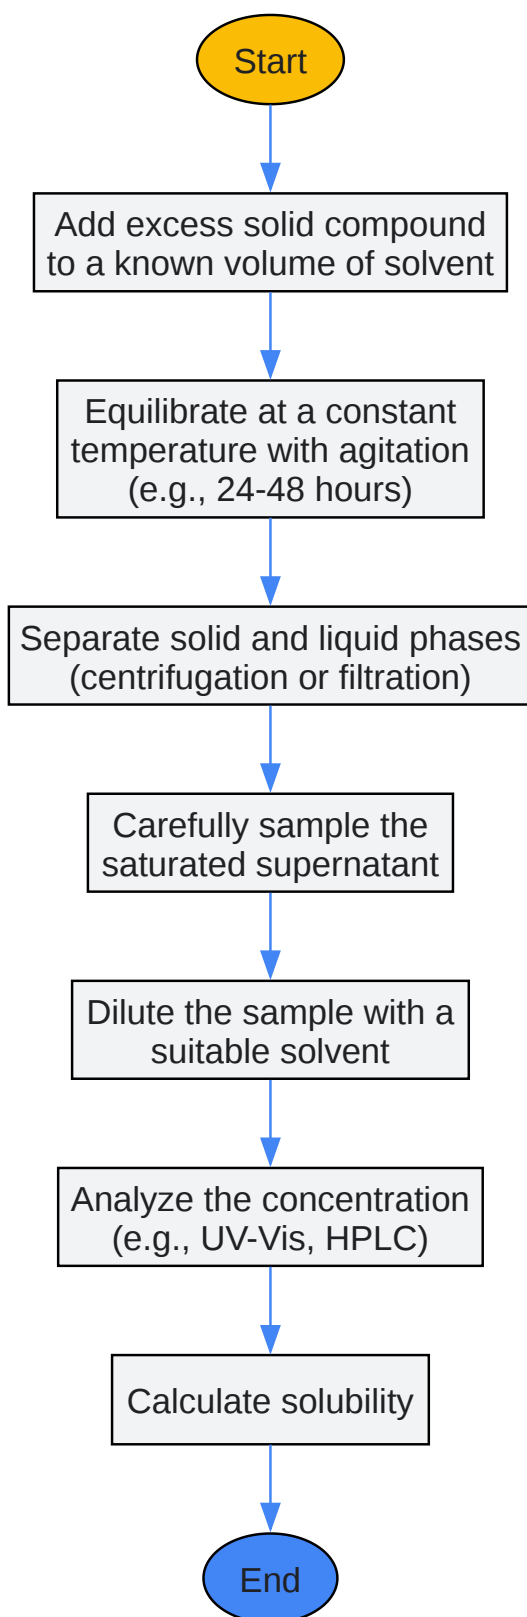 Start
Add excess solid compound
to a known volume of solvent
Equilibrate at a constant
temperature with agitation
(e.g., 24-48 hours)
Separate solid and liquid phases
(centrifugation or filtration)
Carefully sample the
saturated supernatant
Dilute the sample with a
suitable solvent
Analyze the concentration
(e.g., UV-Vis, HPLC)
Calculate solubility
End